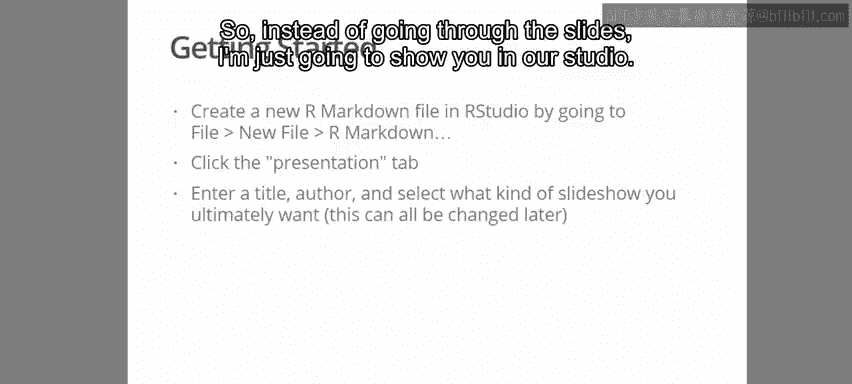 So, instead of going through the slides,
I'm just going to show you in our studio.
Getting Started
· Create a new R Markdown file in RStudio by going to
File > New File > R Markdown…
· Click the "presentation" tab
· Enter a title, author, and select what kind of slideshow you
ultimately want (this can all be changed later)